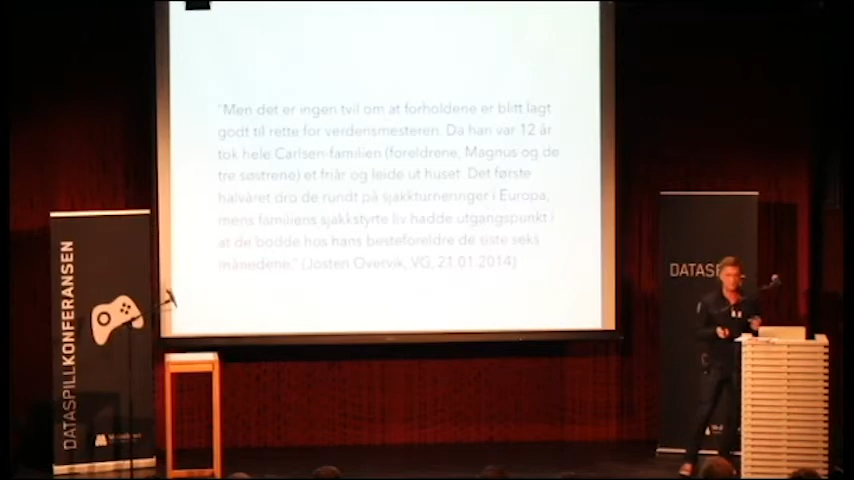 "Men det er ingen tvil om at forholdene er blitt lagt
godt til rette for verdensmesteren. Da han var 12 år
tok hele Carlsen-familien (foreldrene, Magnus og de
tre søstrene) et friår og leide ut huset. Det første
halvåret dro de rundt på sjakkturneringer i Europa,
mens familiens sjakkstyrte liv hadde utgangspunkt i
at de bodde hos hans besteforeldre de siste seks
månedene." (Josten Overvik, VG, 21.01.2014)
DATASPILLKONFERANSEN
DATASP